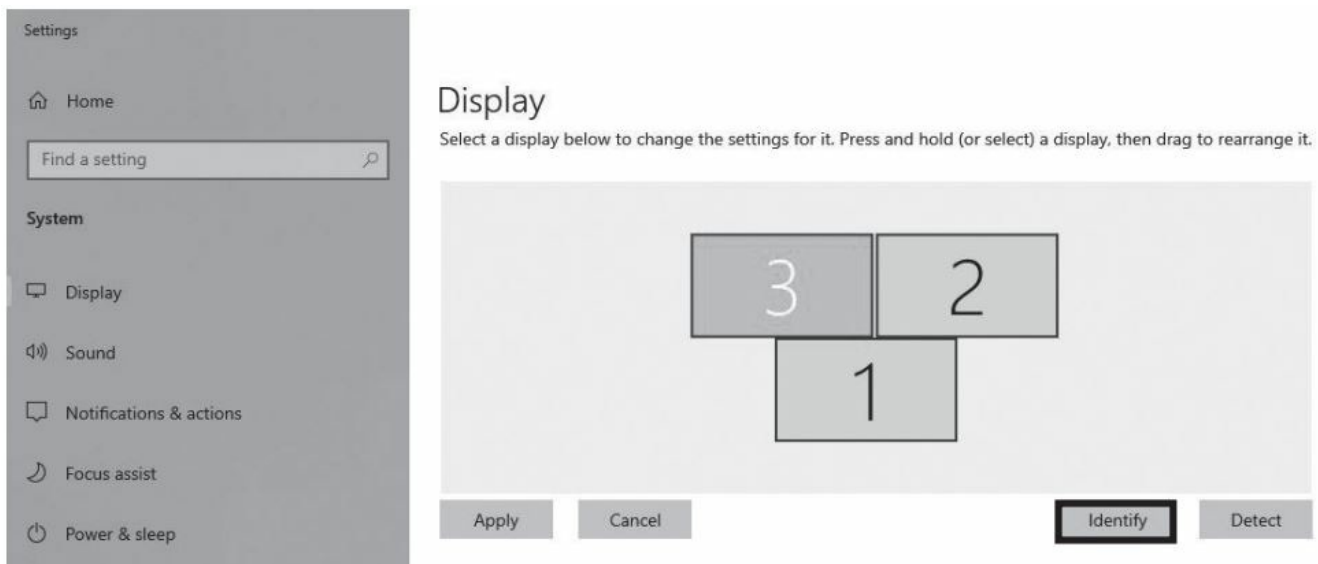 Settings
Home
Find a setting
System
Display
Sound
Notifications & actions
Focus assist
Power & sleep
Display
Select a display below to change the settings for it. Press and hold (or select) a display, then drag to rearrange it.
3 2
1
Apply Cancel Identify Detect